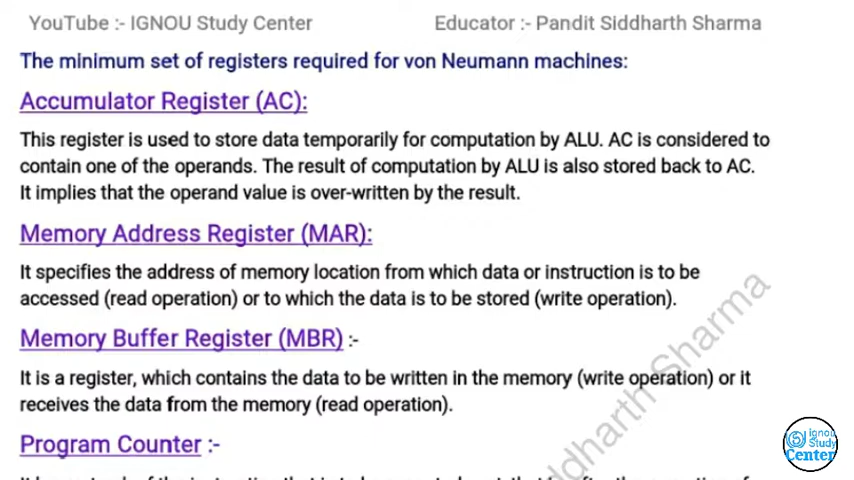 YouTube :- IGNOU Study Center
Educator :- Pandit Siddharth Sharma
The minimum set of registers required for von Neumann machines:
Accumulator Register (AC):
This register is used to store data temporarily for computation by ALU. AC is considered to
contain one of the operands. The result of computation by ALU is also stored back to AC.
It implies that the operand value is over-written by the result.
Memory Address Register (MAR):
It specifies the address of memory location from which data or instruction is to be
accessed (read operation) or to which the data is to be stored (write operation).
Memory Buffer Register (MBR) :-
It is a register, which contains the data to be written in the memory (write operation) or it
receives the data from the memory (read operation).
Program Counter :-
ddharth Sharma
ignou
Study
Center